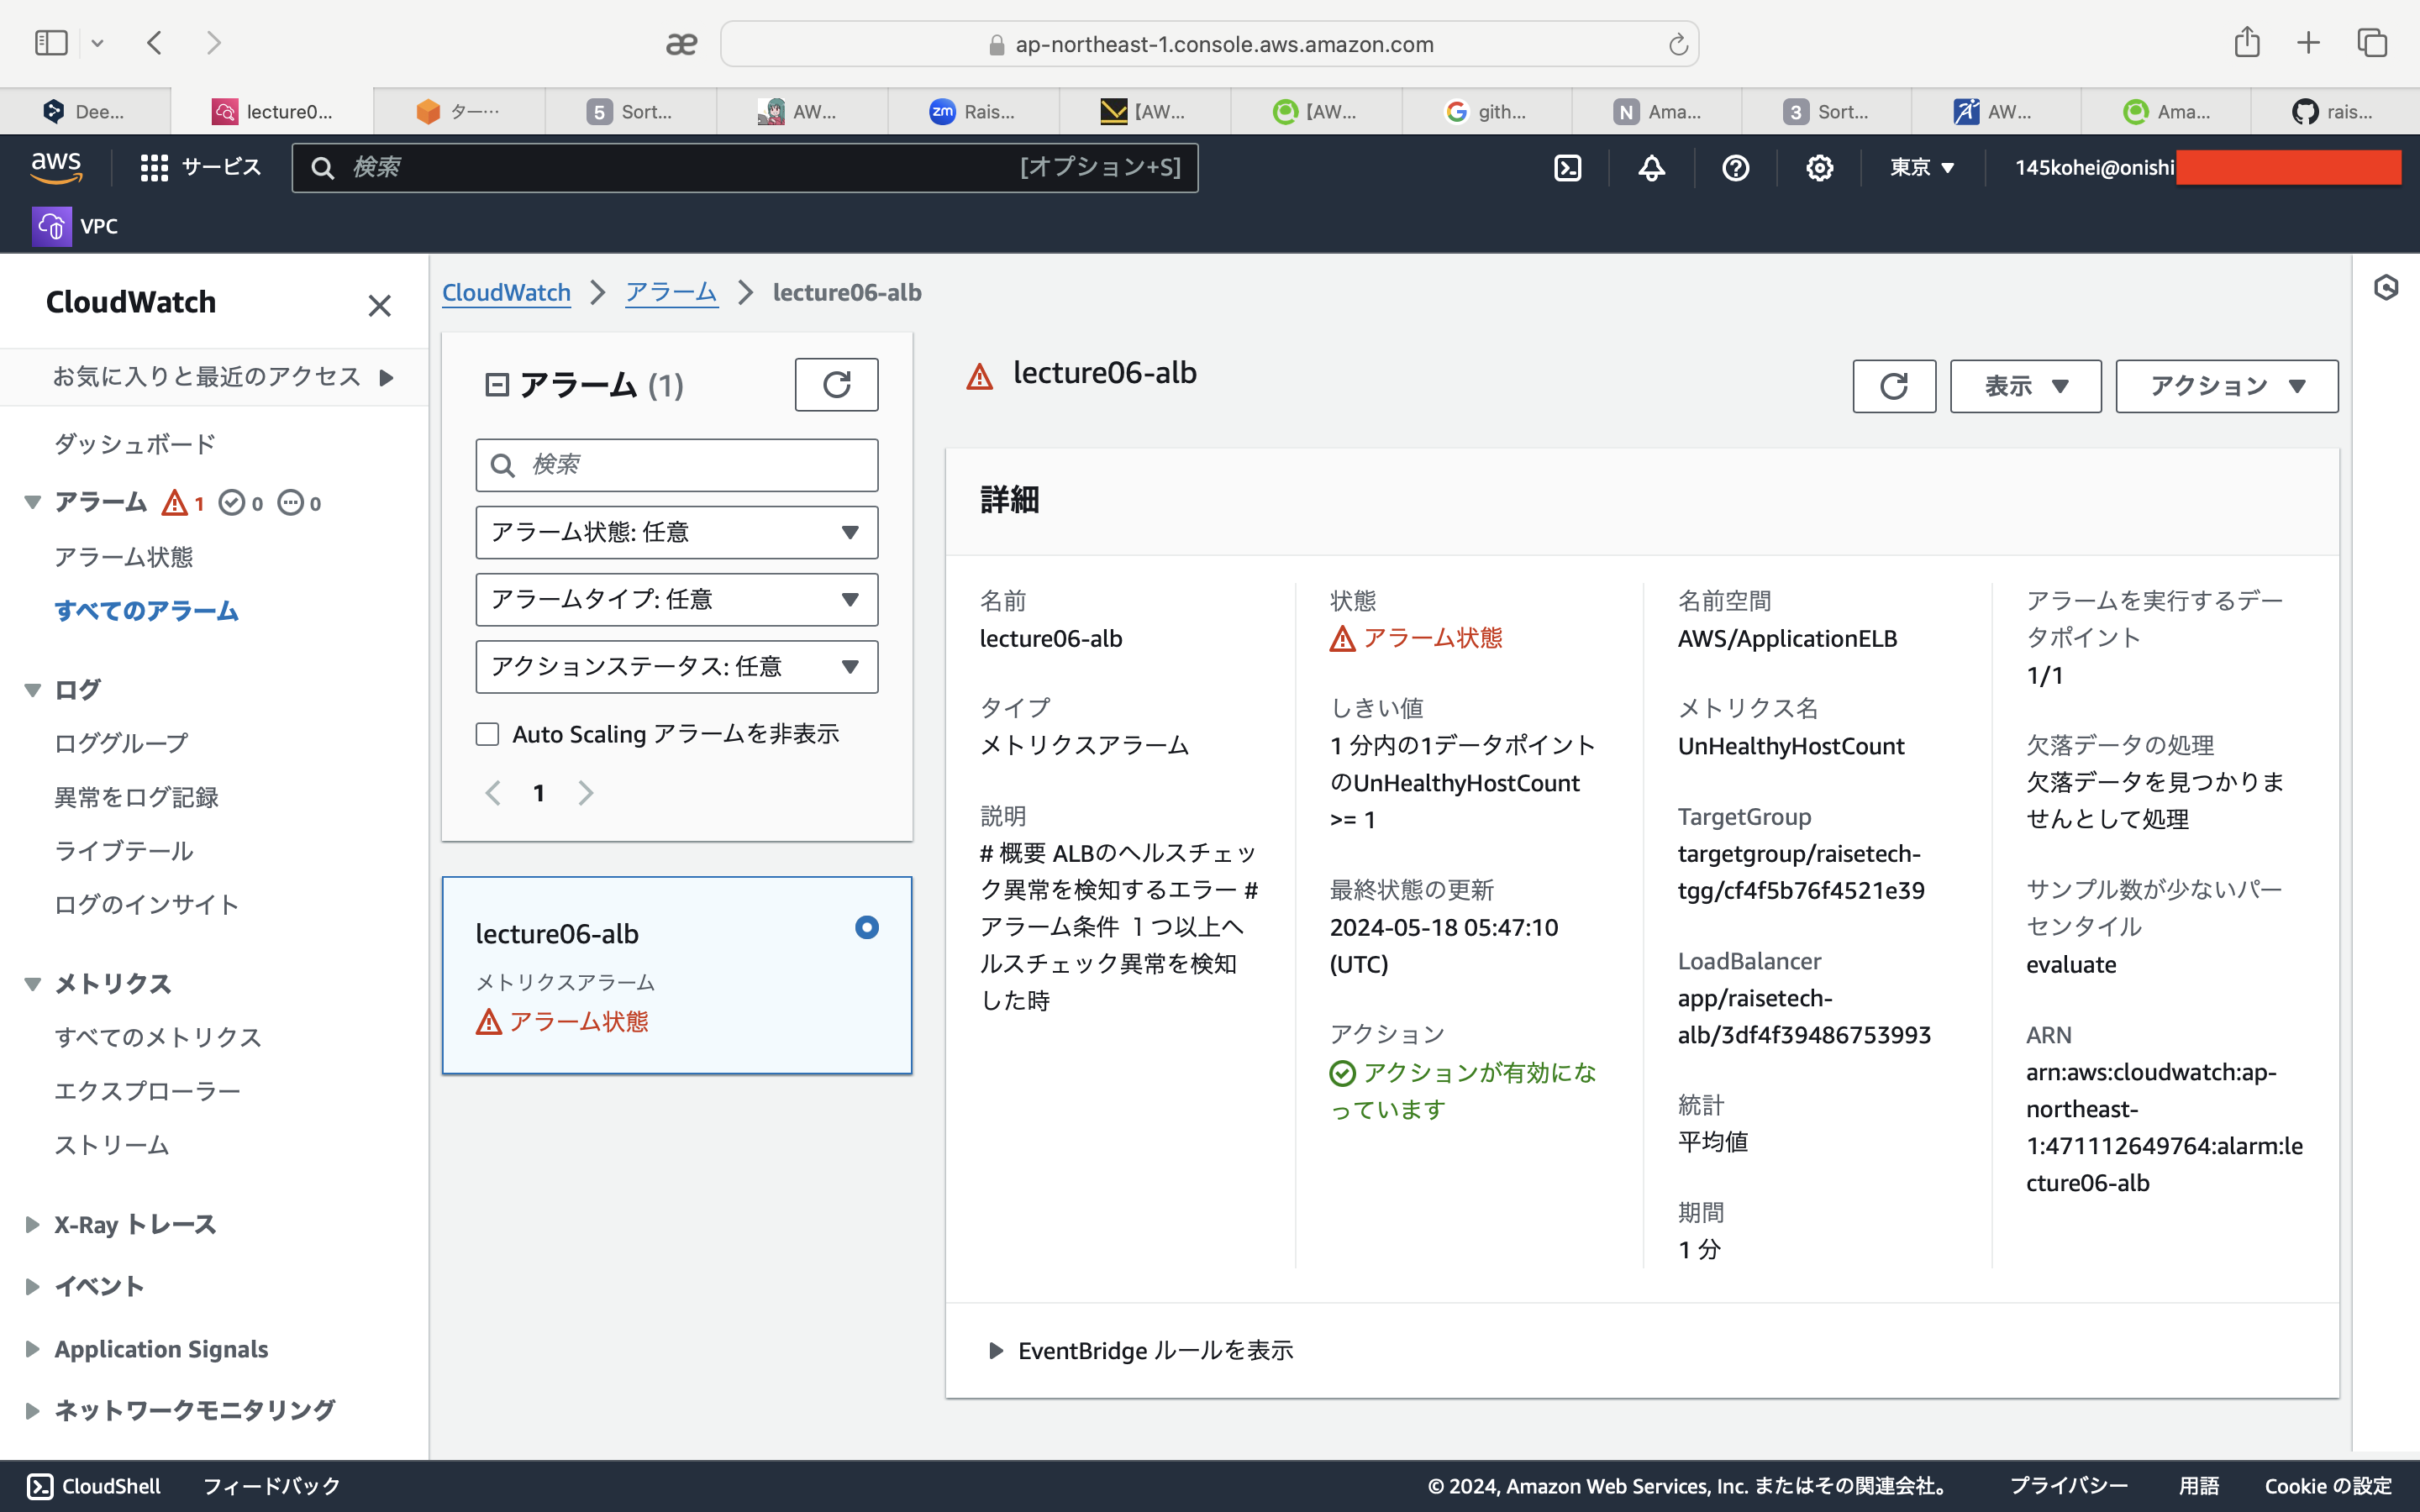 ap-northeast-1.console.aws.amazon.com
Dee...
lecture0...
ター…
5 Sort...
AW...
zm Rais...
【AW...
【AW...
gith...
N Ama...
3 Sort...
AW...
Ama...
rais...
aws
サービス
検索
[オプション+S]
東京
145kohei@onishi
VPC
CloudWatch
お気に入りと最近のアクセス
ダッシュボード
アラーム 1 0 0
アラーム状態
すべてのアラーム
ログ
ロググループ
異常をログ記録
ライブテール
ログのインサイト
メトリクス
すべてのメトリクス
エクスプローラー
ストリーム
X-Ray トレース
イベント
Application Signals
ネットワークモニタリング
CloudWatch
アラーム
lecture06-alb
アラーム (1)
検索
アラーム状態: 任意
アラームタイプ: 任意
アクションステータス: 任意
Auto Scaling アラームを非表示
1
lecture06-alb
メトリクスアラーム
アラーム状態
lecture06-alb
表示
アクション
詳細
名前
lecture06-alb
タイプ
メトリクスアラーム
説明
# 概要 ALBのヘルスチェッ
ク異常を検知するエラー #
アラーム条件 １つ以上ヘ
ルスチェック異常を検知
した時
状態
アラーム状態
しきい値
1 分内の1データポイント
のUnHealthyHostCount
>= 1
最終状態の更新
2024-05-18 05:47:10
(UTC)
アクション
アクションが有効にな
っています
名前空間
AWS/ApplicationELB
メトリクス名
UnHealthyHostCount
TargetGroup
targetgroup/raisetech-
tgg/cf4f5b76f4521e39
LoadBalancer
app/raisetech-
alb/3df4f39486753993
統計
平均値
期間
1 分
アラームを実行するデー
タポイント
1/1
欠落データの処理
欠落データを見つかりま
せんとして処理
サンプル数が少ないパー
センタイル
evaluate
ARN
arn:aws:cloudwatch:ap-
northeast-
1:471112649764:alarm:le
cture06-alb
EventBridge ルールを表示
CloudShell
フィードバック
© 2024, Amazon Web Services, Inc. またはその関連会社。
プライバシー
用語
Cookie の設定